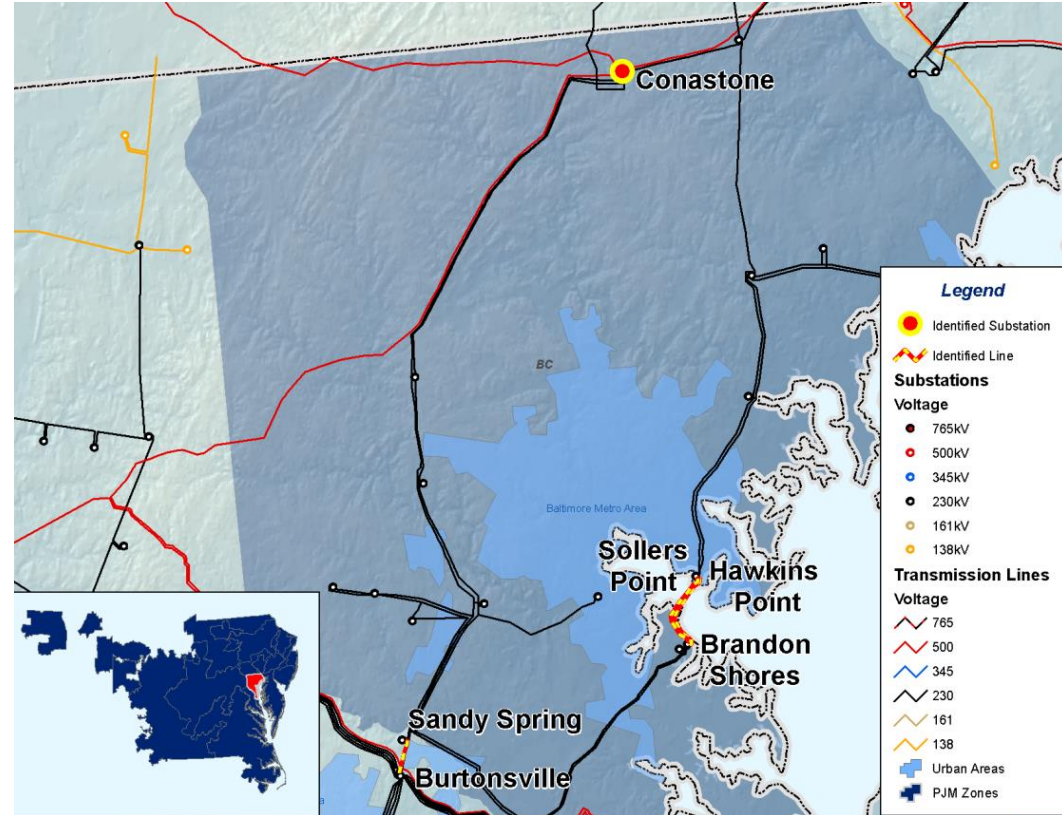 Conastone
BC
Baltimore Metro Area
Sollers
Point
Hawkins
Point
Brandon
Shores
Sandy Spring
Burtonsville
Legend
Identified Substation
Identified Line
Substations
Voltage
765kV
500kV
345kV
230kV
161kV
138kV
Transmission Lines
Voltage
765
500
345
230
161
138
Urban Areas
PJM Zones